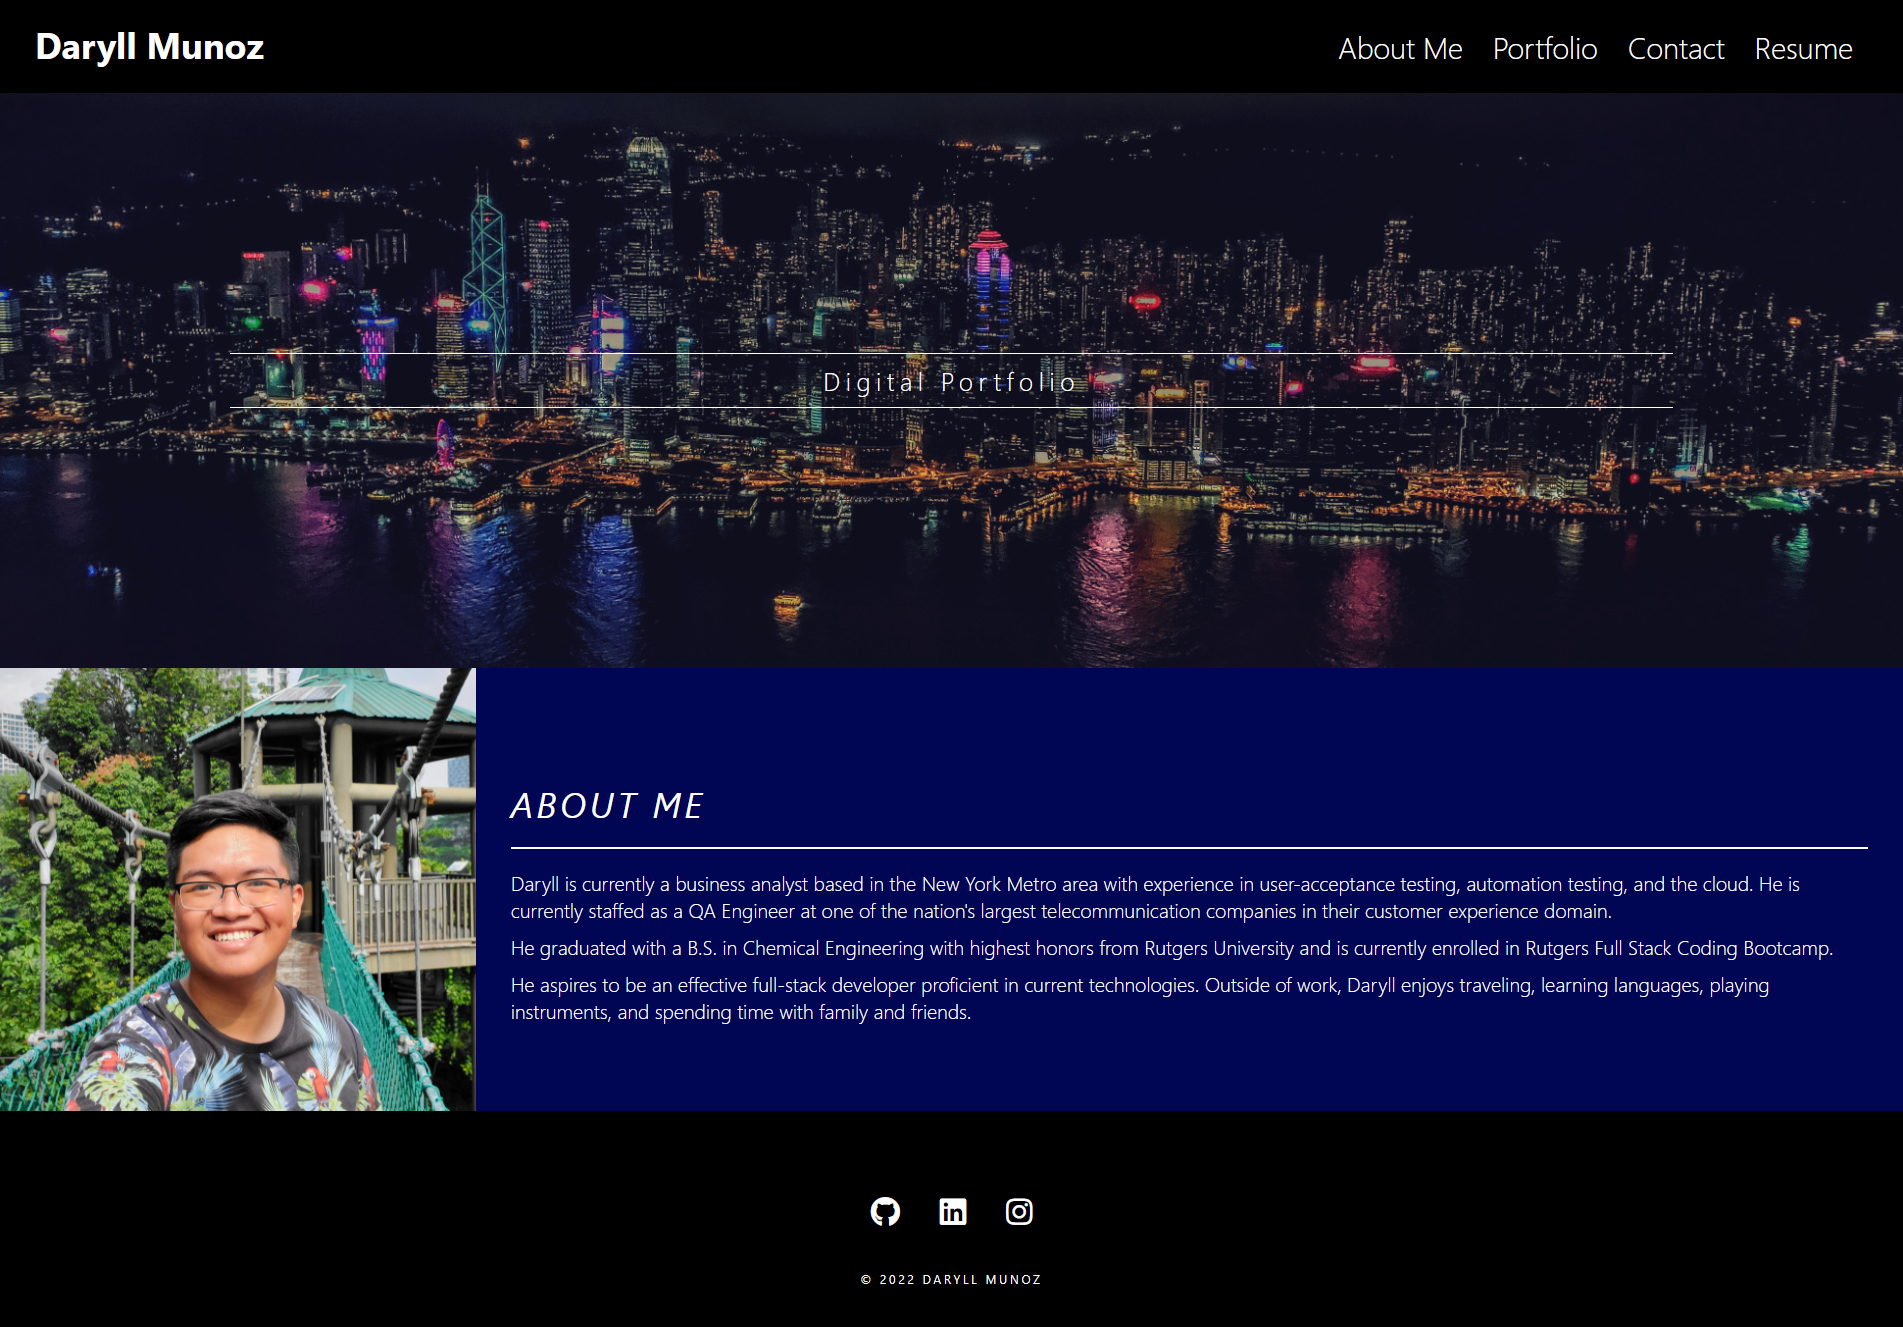 Daryll Munoz
About Me Portfolio Contact Resume
Digital Portfolio
ABOUT ME
Daryll is currently a business analyst based in the New York Metro area with experience in user-acceptance testing, automation testing, and the cloud. He is
currently staffed as a QA Engineer at one of the nation's largest telecommunication companies in their customer experience domain.
He graduated with a B.S. in Chemical Engineering with highest honors from Rutgers University and is currently enrolled in Rutgers Full Stack Coding Bootcamp.
He aspires to be an effective full-stack developer proficient in current technologies. Outside of work, Daryll enjoys traveling, learning languages, playing
instruments, and spending time with family and friends.
in
© 2022 DARYLL MUNOZ